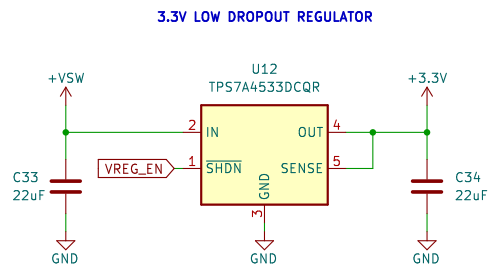 3.3V LOW DROPOUT REGULATOR
U12
TPS7A4533DCQR
+VSW
+3.3V
2
IN
OUT
4
VREG_EN
1
SHDN
SENSE
5
C33
22uF
GND
3
C34
22uF
GND
GND
GND